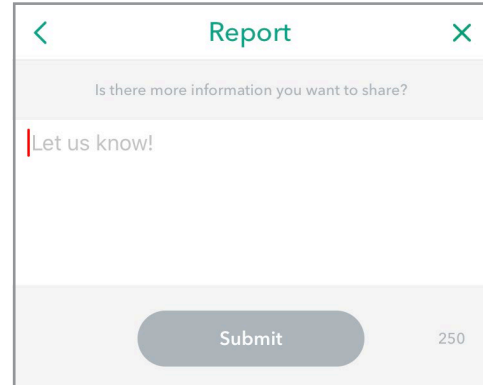 Report
Is there more information you want to share?
Let us know!
Submit
250